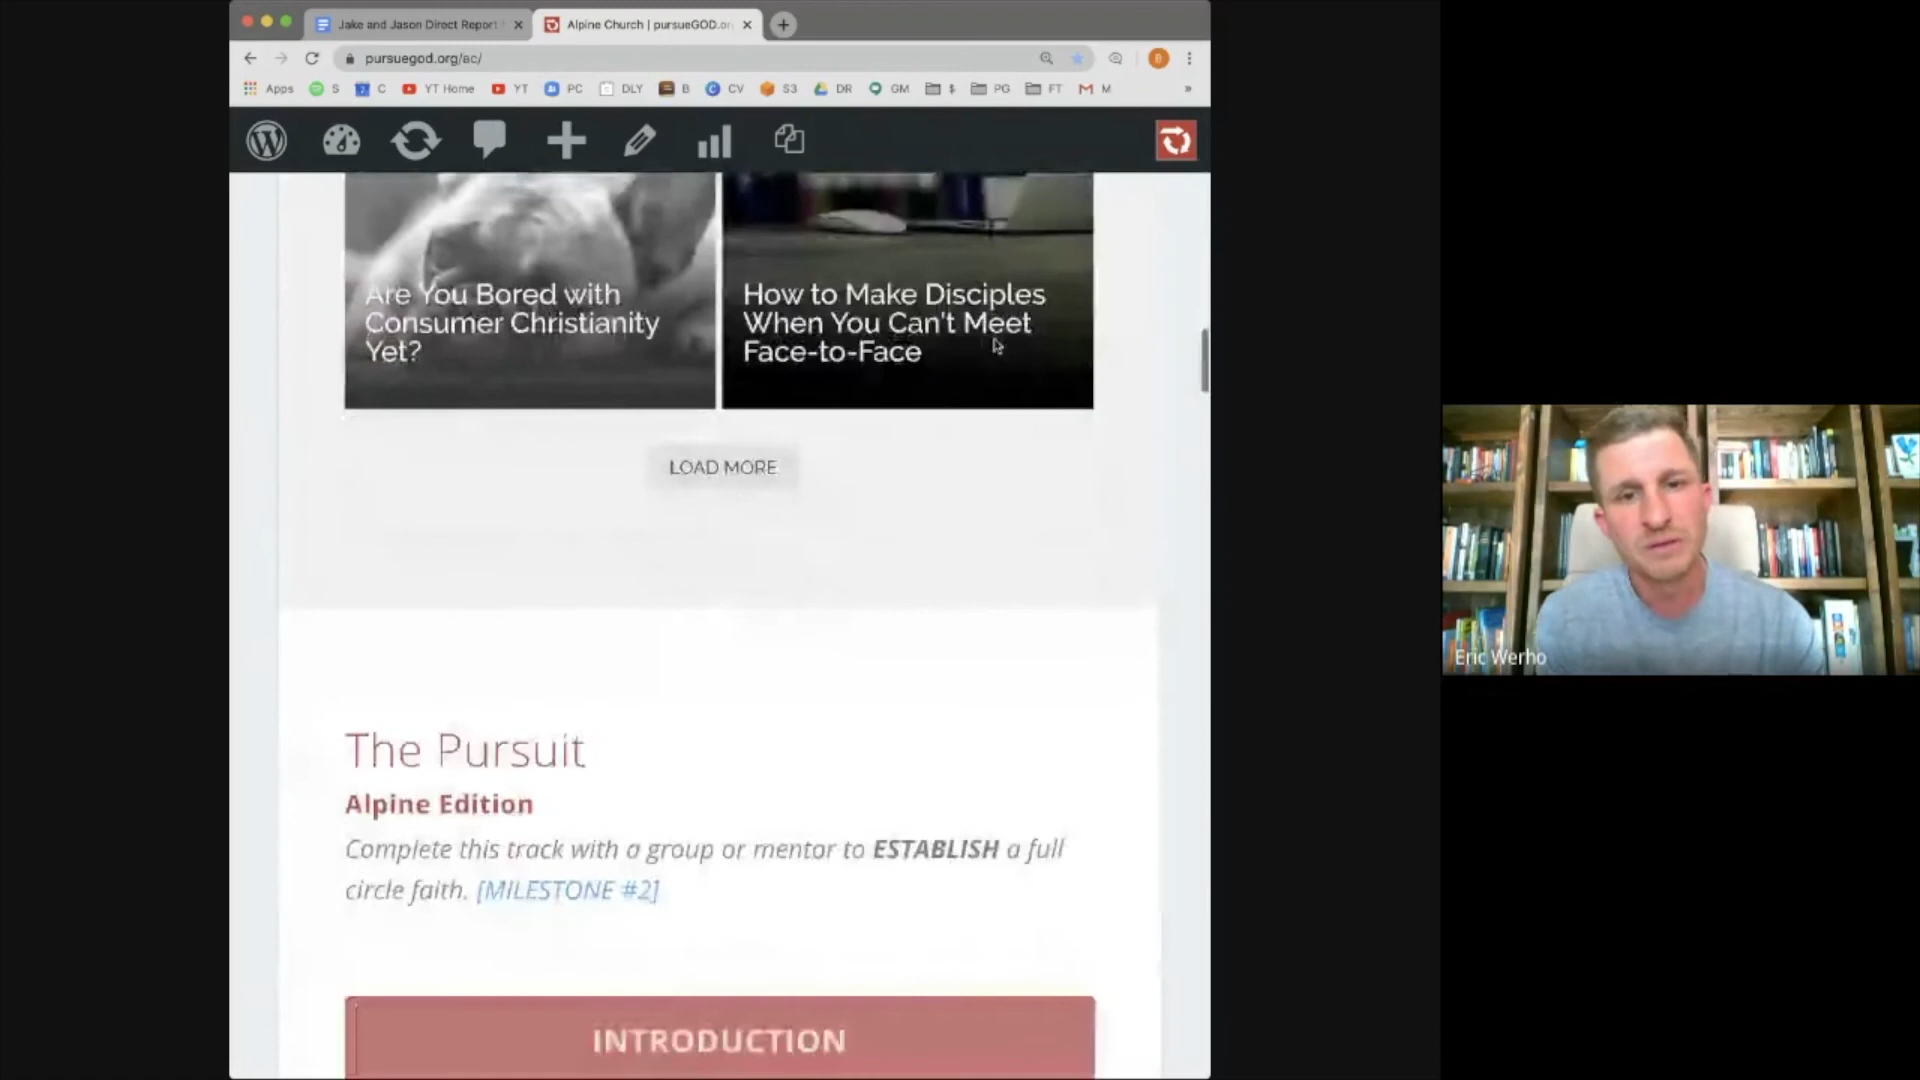 Jake and Jason Direct Report
Alpine Church | pursueGOD.or
pursuegod.org/ac/
B
Apps S C YT Home YT PC DLY B CV S3 DR GM $ PG FT M »
Are You Bored with
Consumer Christianity
Yet?
How to Make Disciples
When You Can't Meet
Face-to-Face
LOAD MORE
The Pursuit
Alpine Edition
Complete this track with a group or mentor to ESTABLISH a full
circle faith. [MILESTONE #2]
INTRODUCTION
Eric Werho